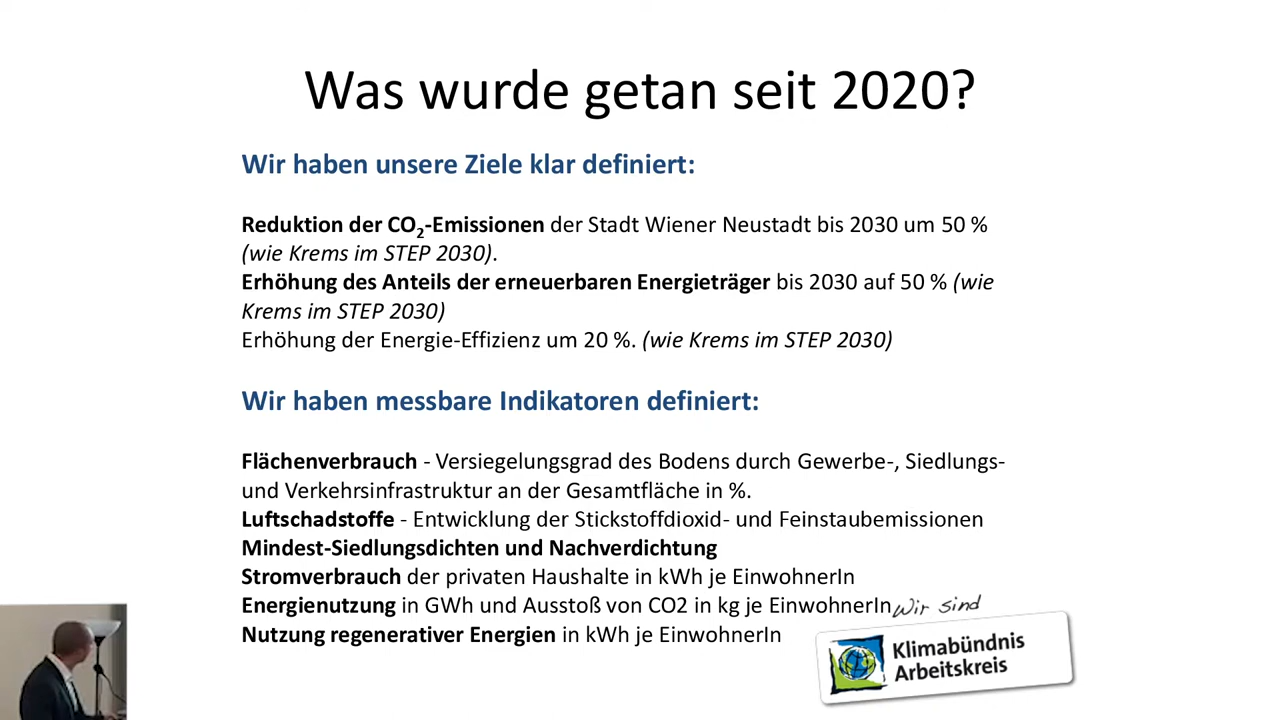 Was wurde getan seit 2020?
Wir haben unsere Ziele klar definiert:
Reduktion der CO₂-Emissionen der Stadt Wiener Neustadt bis 2030 um 50 %
(wie Krems im STEP 2030).
Erhöhung des Anteils der erneuerbaren Energieträger bis 2030 auf 50 % (wie
Krems im STEP 2030)
Erhöhung der Energie-Effizienz um 20 %. (wie Krems im STEP 2030)
Wir haben messbare Indikatoren definiert:
Flächenverbrauch - Versiegelungsgrad des Bodens durch Gewerbe-, Siedlungs-
und Verkehrsinfrastruktur an der Gesamtfläche in %.
Luftschadstoffe - Entwicklung der Stickstoffdioxid- und Feinstaubemissionen
Mindest-Siedlungsdichten und Nachverdichtung
Stromverbrauch der privaten Haushalte in kWh je EinwohnerIn
Energienutzung in GWh und Ausstoß von CO2 in kg je EinwohnerIn
Nutzung regenerativer Energien in kWh je EinwohnerIn
Wir sind
Klimabündnis
Arbeitskreis